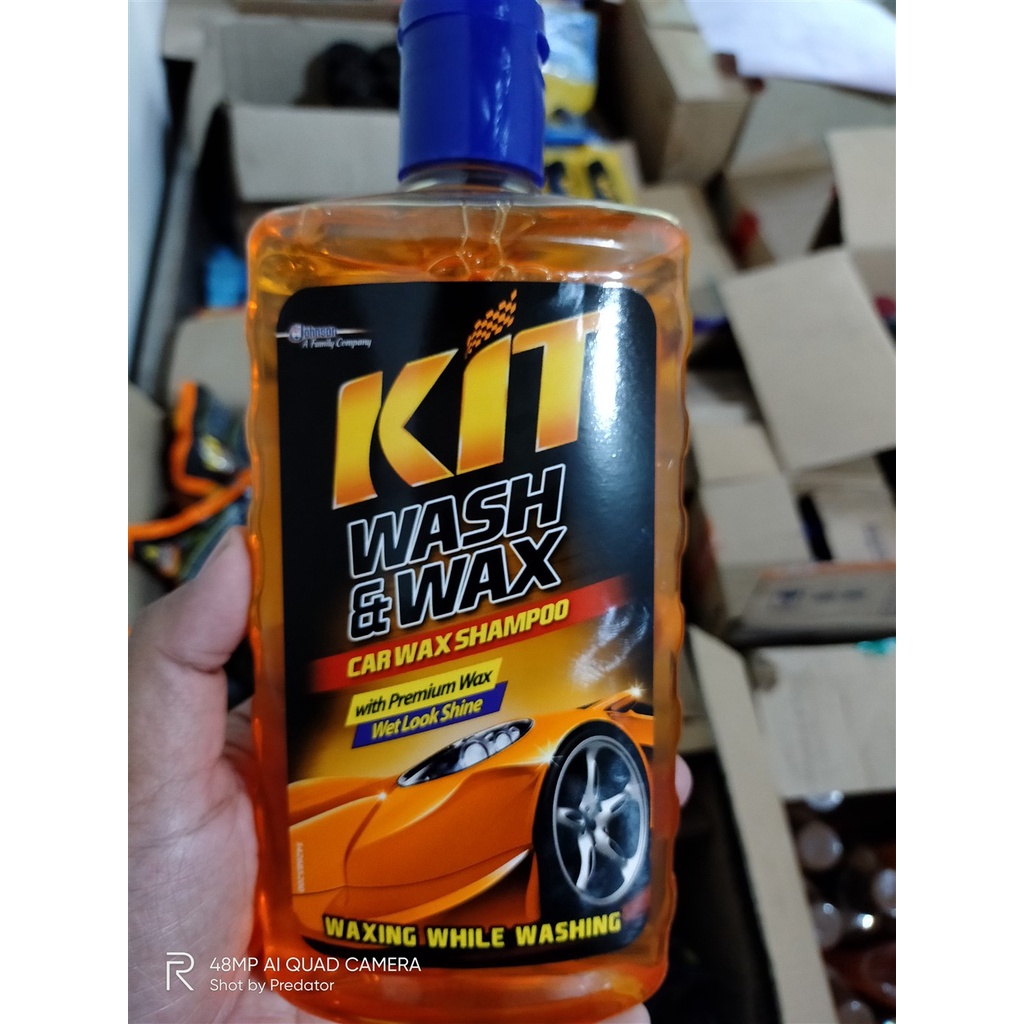 Johnson
A Family Company
KIT
WASH
& WAX
CAR WAX SHAMPOO
with Premium Wax
Wet Look Shine
WAXING WHILE WASHING
48MP AI QUAD CAMERA
Shot by Predator